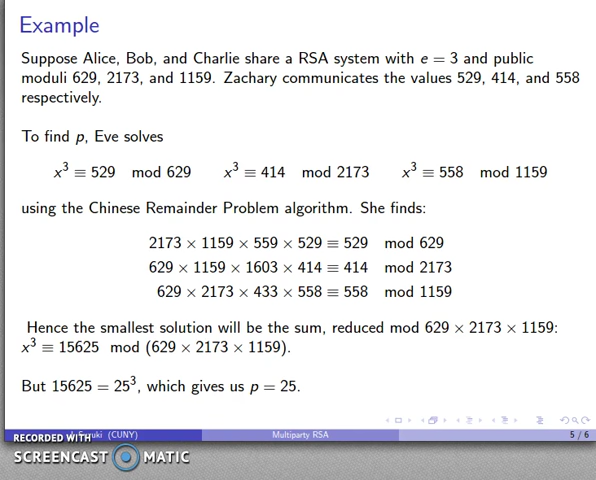 Example
Suppose Alice, Bob, and Charlie share a RSA system with e = 3 and public
moduli 629, 2173, and 1159. Zachary communicates the values 529, 414, and 558
respectively.
To find p, Eve solves
x³ ≡ 529 mod 629 x³ ≡ 414 mod 2173 x³ ≡ 558 mod 1159
using the Chinese Remainder Problem algorithm. She finds:
2173 × 1159 × 559 × 529 ≡ 529 mod 629
629 × 1159 × 1603 × 414 ≡ 414 mod 2173
629 × 2173 × 433 × 558 ≡ 558 mod 1159
Hence the smallest solution will be the sum, reduced mod 629 × 2173 × 1159:
x³ ≡ 15625 mod (629 × 2173 × 1159).
But 15625 = 25³, which gives us p = 25.
(CUNY) Multiparty RSA 5 / 6
RECORDED WITH
SCREENCAST MATIC